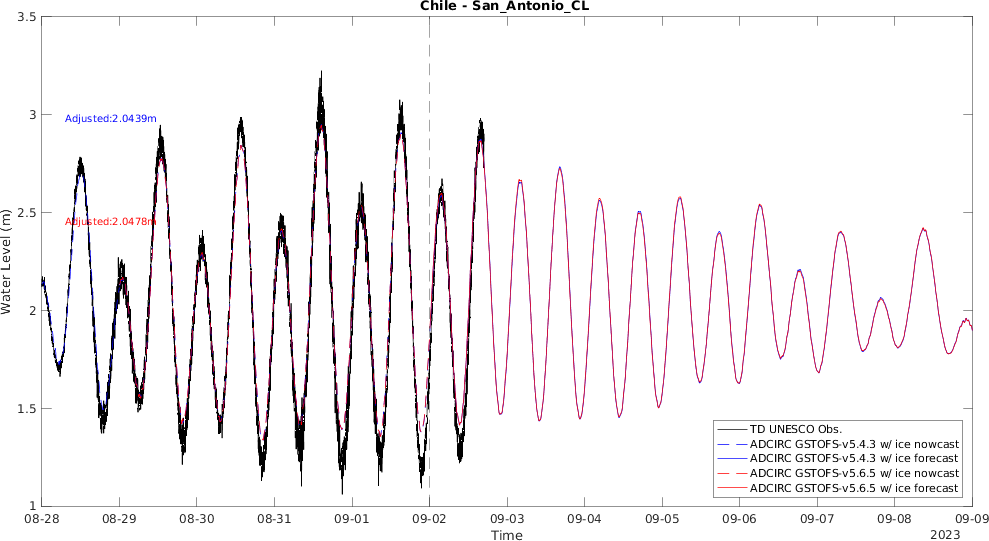 Chile - San_Antonio_CL
3.5
3
2.5
2
1.5
1
Water Level (m)
Adjusted:2.0439m
Adjusted:2.0478m
TD UNESCO Obs.
ADCIRC GSTOFS-v5.4.3 w/ ice nowcast
ADCIRC GSTOFS-v5.4.3 w/ ice forecast
ADCIRC GSTOFS-v5.6.5 w/ ice nowcast
ADCIRC GSTOFS-v5.6.5 w/ ice forecast
08-28 08-29 08-30 08-31 09-01 09-02 09-03 09-04 09-05 09-06 09-07 09-08 09-09
Time
2023